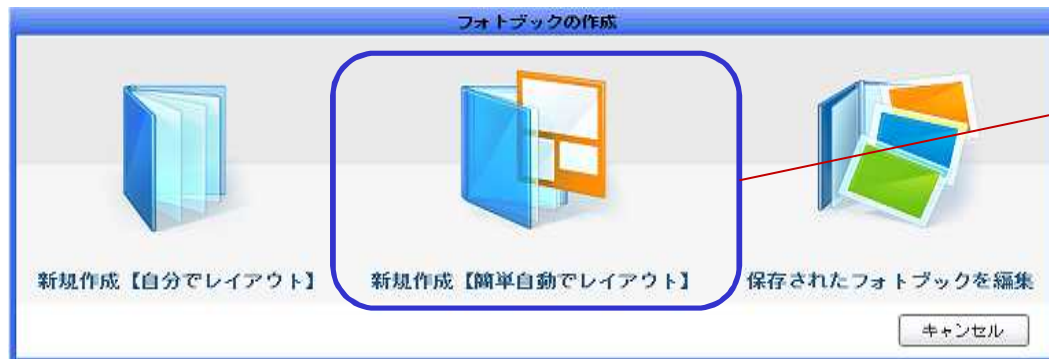 フォトブックの作成
新規作成【自分でレイアウト】
新規作成【簡単自動でレイアウト】
保存されたフォトブックを編集
キャンセル